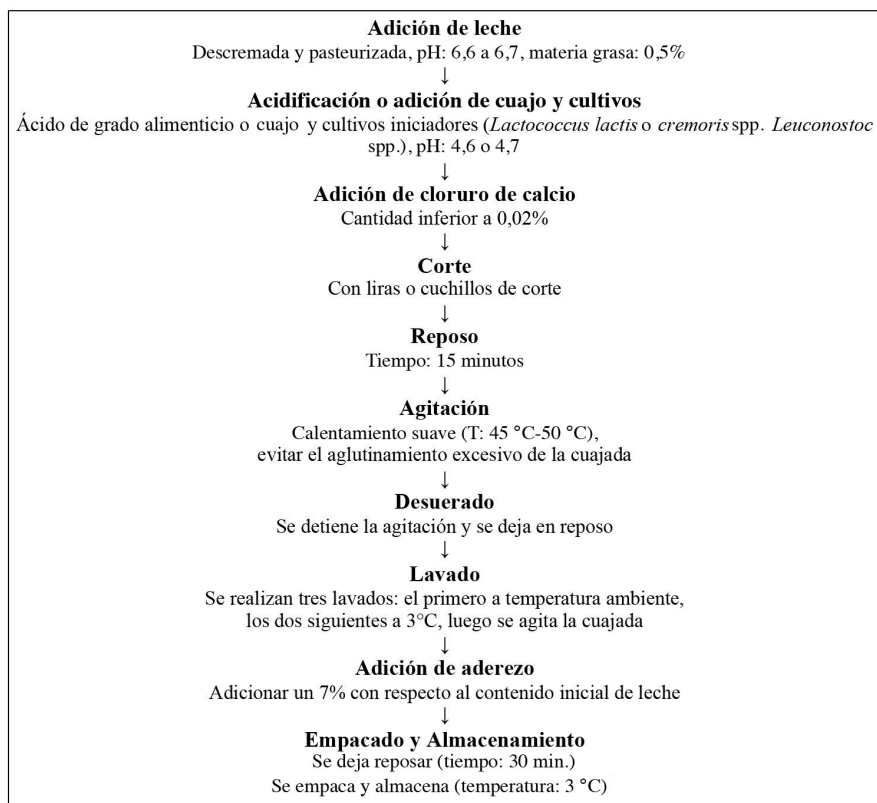 Adición de leche
Descremada y pasteurizada, pH: 6,6 a 6,7, materia grasa: 0,5%
↓
Acidificación o adición de cuajo y cultivos
Ácido de grado alimenticio o cuajo y cultivos iniciadores (Lactococcus lactis o cremoris spp. Leuconostoc
spp.), pH: 4,6 o 4,7
↓
Adición de cloruro de calcio
Cantidad inferior a 0,02%
↓
Corte
Con liras o cuchillos de corte
↓
Reposo
Tiempo: 15 minutos
↓
Agitación
Calentamiento suave (T: 45 °C-50 °C),
evitar el aglutinamiento excesivo de la cuajada
↓
Desuerado
Se detiene la agitación y se deja en reposo
↓
Lavado
Se realizan tres lavados: el primero a temperatura ambiente,
los dos siguientes a 3°C, luego se agita la cuajada
↓
Adición de aderezo
Adicionar un 7% con respecto al contenido inicial de leche
↓
Empacado y Almacenamiento
Se deja reposar (tiempo: 30 min.)
Se empaca y almacena (temperatura: 3 °C)